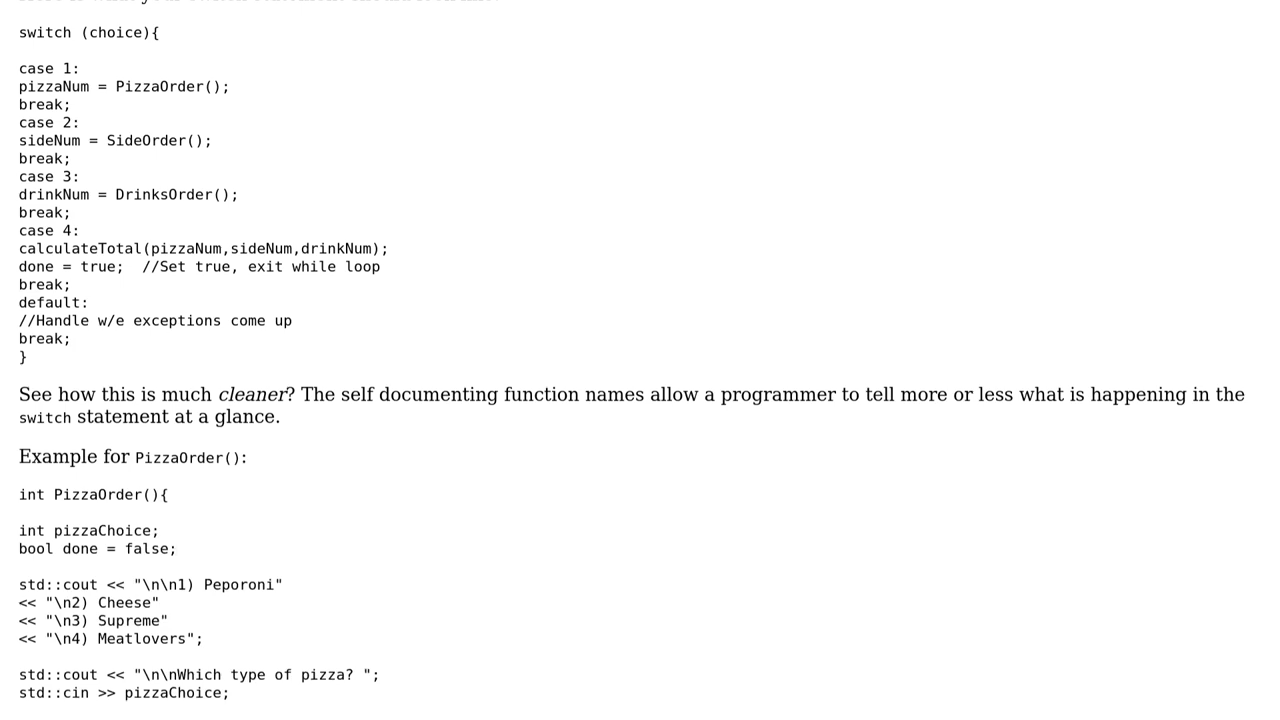 switch (choice){
case 1:
pizzaNum = PizzaOrder();
break;
case 2:
sideNum = SideOrder();
break;
case 3:
drinkNum = DrinksOrder();
break;
case 4:
calculateTotal(pizzaNum,sideNum,drinkNum);
done = true;  //Set true, exit while loop
break;
default:
//Handle w/e exceptions come up
break;
}
See how this is much cleaner? The self documenting function names allow a programmer to tell more or less what is happening in the
switch statement at a glance.
Example for PizzaOrder():
int PizzaOrder(){
int pizzaChoice;
bool done = false;
std::cout << "\n\n1) Peporoni"
<< "\n2) Cheese"
<< "\n3) Supreme"
<< "\n4) Meatlovers";
std::cout << "\n\nWhich type of pizza? ";
std::cin >> pizzaChoice;